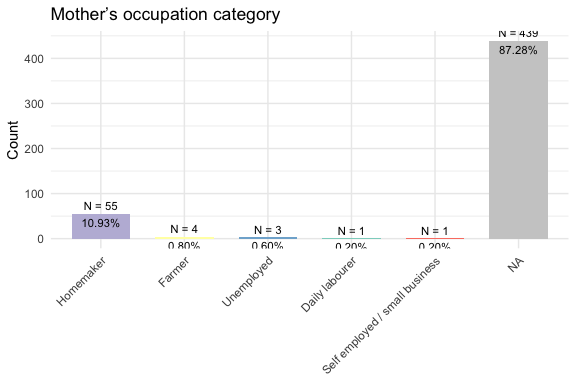 Mother’s occupation category
Count
400
300
200
100
0
N = 55
10.93%
N = 4
0.80%
N = 3
0.60%
N = 1
0.20%
N = 1
0.20%
N = 439
87.28%
Homemaker
Farmer
Unemployed
Daily labourer
Self employed / small business
NA